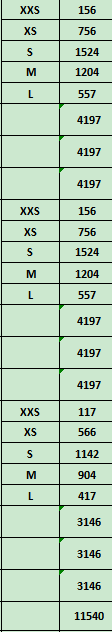 XXS 156
XS 756
S 1524
M 1204
L 557
4197
4197
4197
XXS 156
XS 756
S 1524
M 1204
L 557
4197
4197
4197
XXS 117
XS 566
S 1142
M 904
L 417
3146
3146
3146
11540